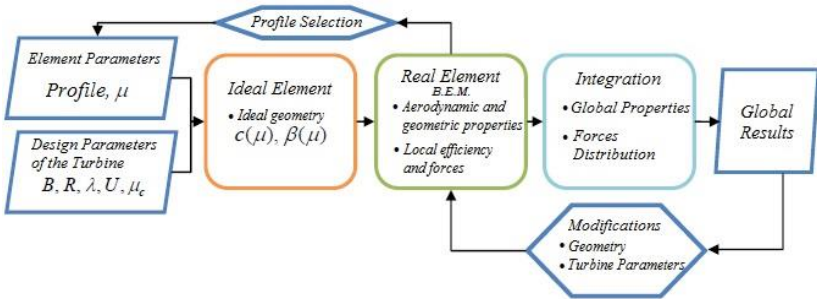 Profile Selection
Element Parameters
Profile, μ
Design Parameters
of the Turbine
B, R, λ, U, μc
Ideal Element
• Ideal geometry
c(μ), β(μ)
Real Element
B.E.M.
• Aerodynamic and
geometric properties
• Local efficiency
and forces
Integration
• Global Properties
• Forces
Distribution
Global
Results
Modifications
• Geometry
• Turbine Parameters